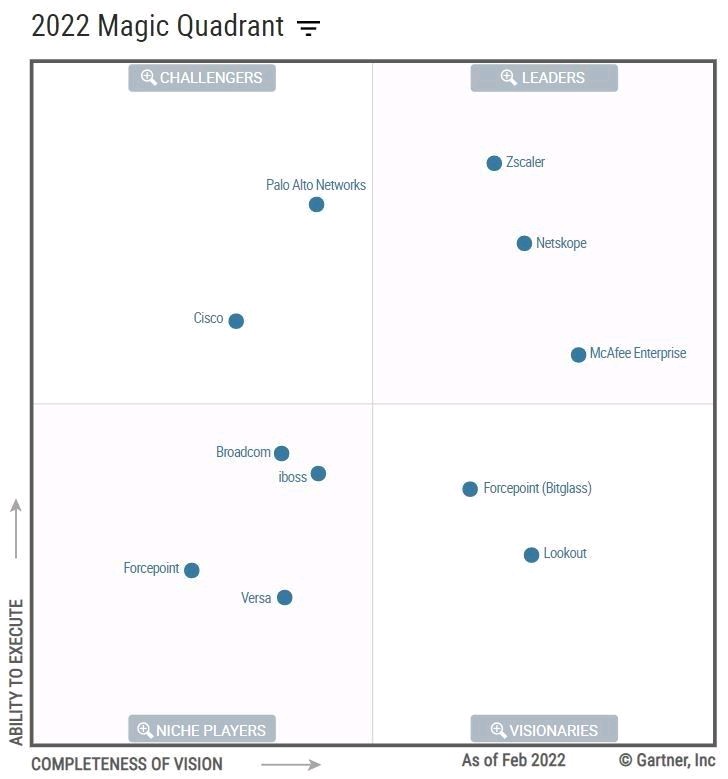 2022 Magic Quadrant
CHALLENGERS
LEADERS
Zscaler
Palo Alto Networks
Netskope
Cisco
McAfee Enterprise
Broadcom
iboss
Forcepoint (Bitglass)
Lookout
Forcepoint
Versa
ABILITY TO EXECUTE
NICHE PLAYERS
VISIONARIES
COMPLETENESS OF VISION
As of Feb 2022
© Gartner, Inc